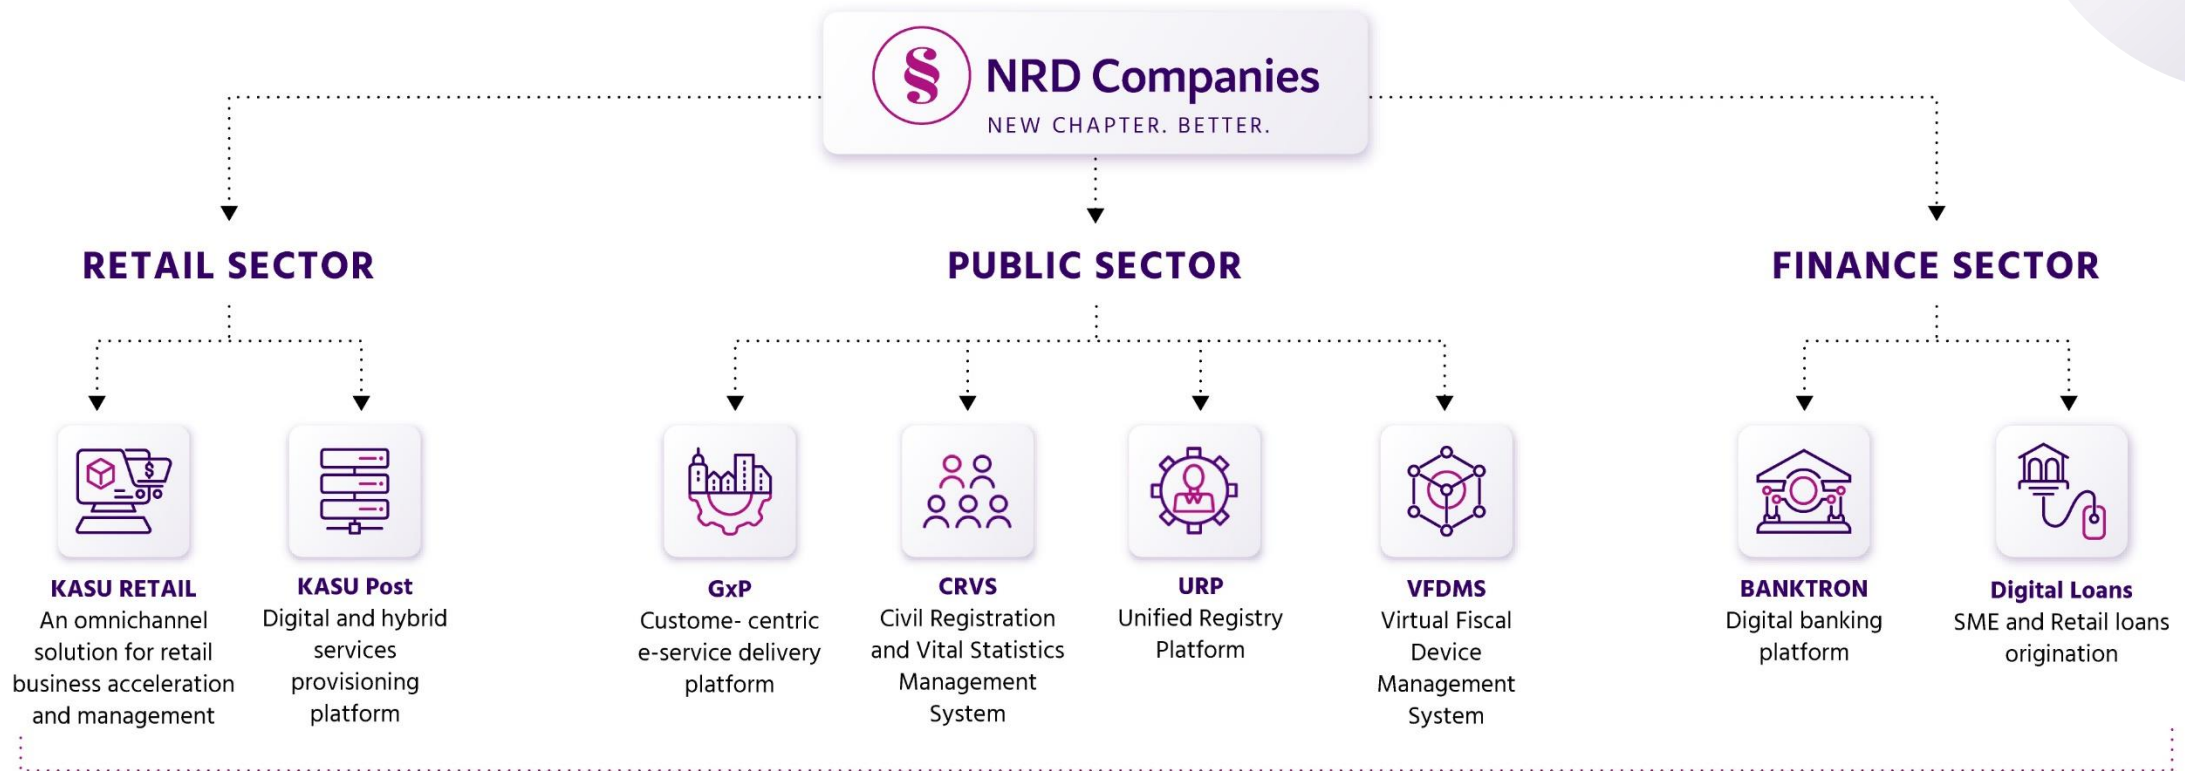 NRD Companies
NEW CHAPTER. BETTER.
RETAIL SECTOR
PUBLIC SECTOR
FINANCE SECTOR
KASU RETAIL
An omnichannel
solution for retail
business acceleration
and management
KASU Post
Digital and hybrid
services
provisioning
platform
GxP
Custome- centric
e-service delivery
platform
CRVS
Civil Registration
and Vital Statistics
Management
System
URP
Unified Registry
Platform
VFDMS
Virtual Fiscal
Device
Management
System
BANKTRON
Digital banking
platform
Digital Loans
SME and Retail loans
origination